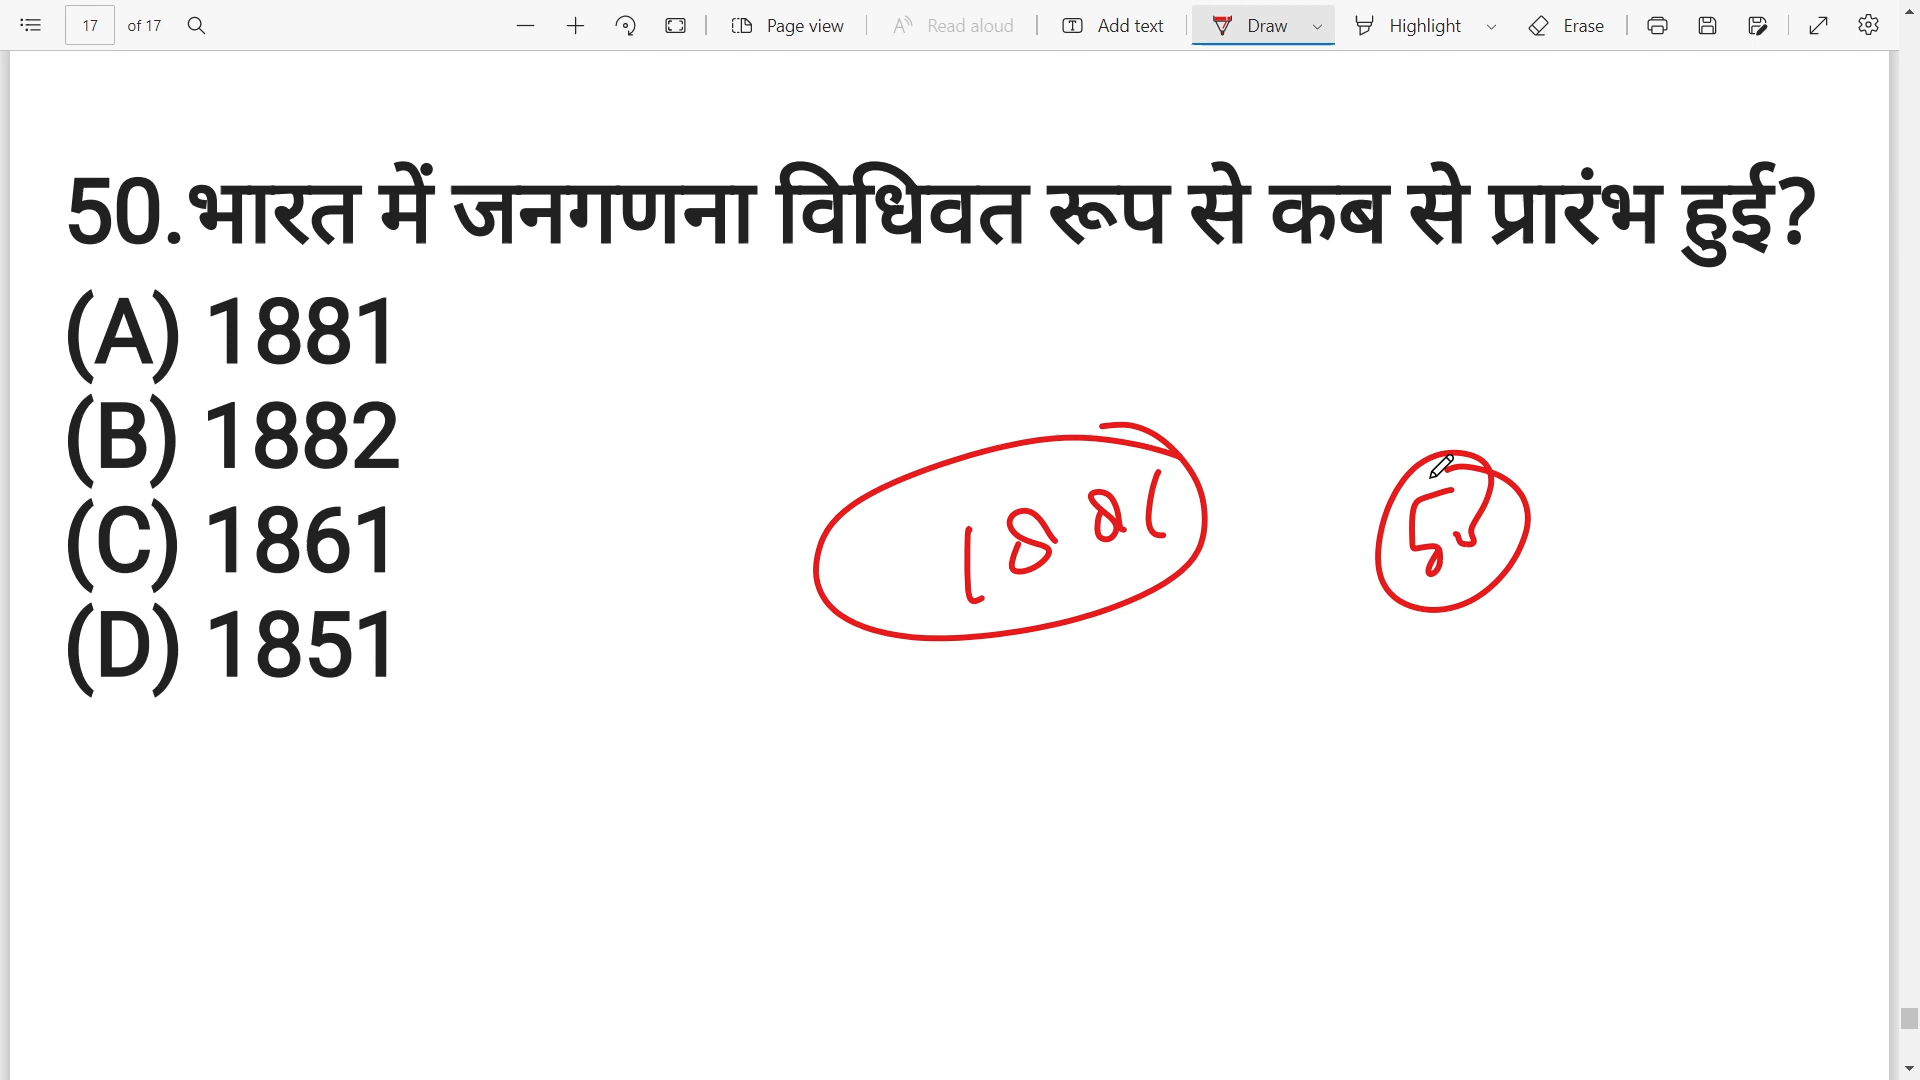 17 of 17 Page view Read aloud Add text Draw Highlight Erase
50.भारत में जनगणना विधिवत रूप से कब से प्रारंभ हुई?
(A) 1881
(B) 1882
(C) 1861
(D) 1851
1881
50